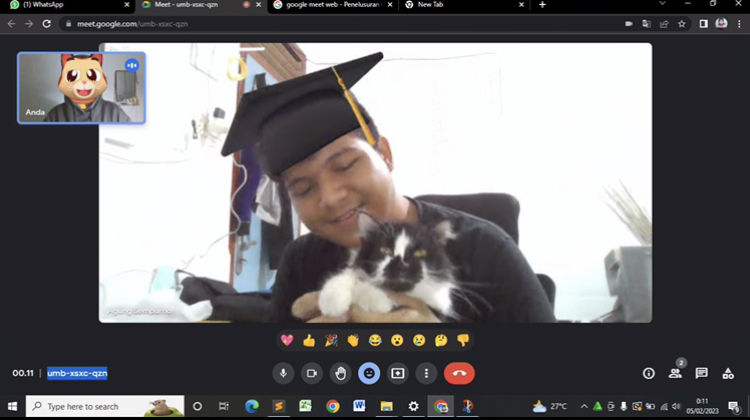 (1) WhatsApp
Meet - umb-xsxc-qzn
google meet web - Penelusuran
New Tab
meet.google.com/umb-xsxc-qzn
Anda
Agung Sempurno
00.11 | umb-xsxc-qzn
2
Type here to search
27°C
0:11
05/02/2023